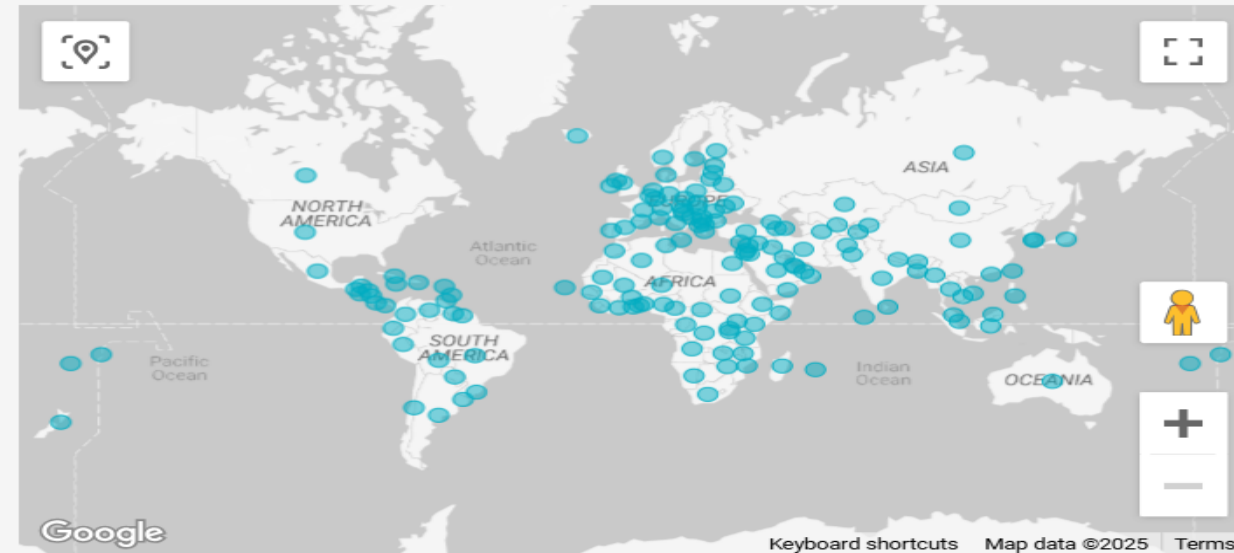 ASIA
NORTH
AMERICA
EUROPE
Atlantic
Ocean
AFRICA
SOUTH
AMERICA
Pacific
Ocean
Indian
Ocean
OCEANIA
Google
Keyboard shortcuts Map data ©2025 Terms